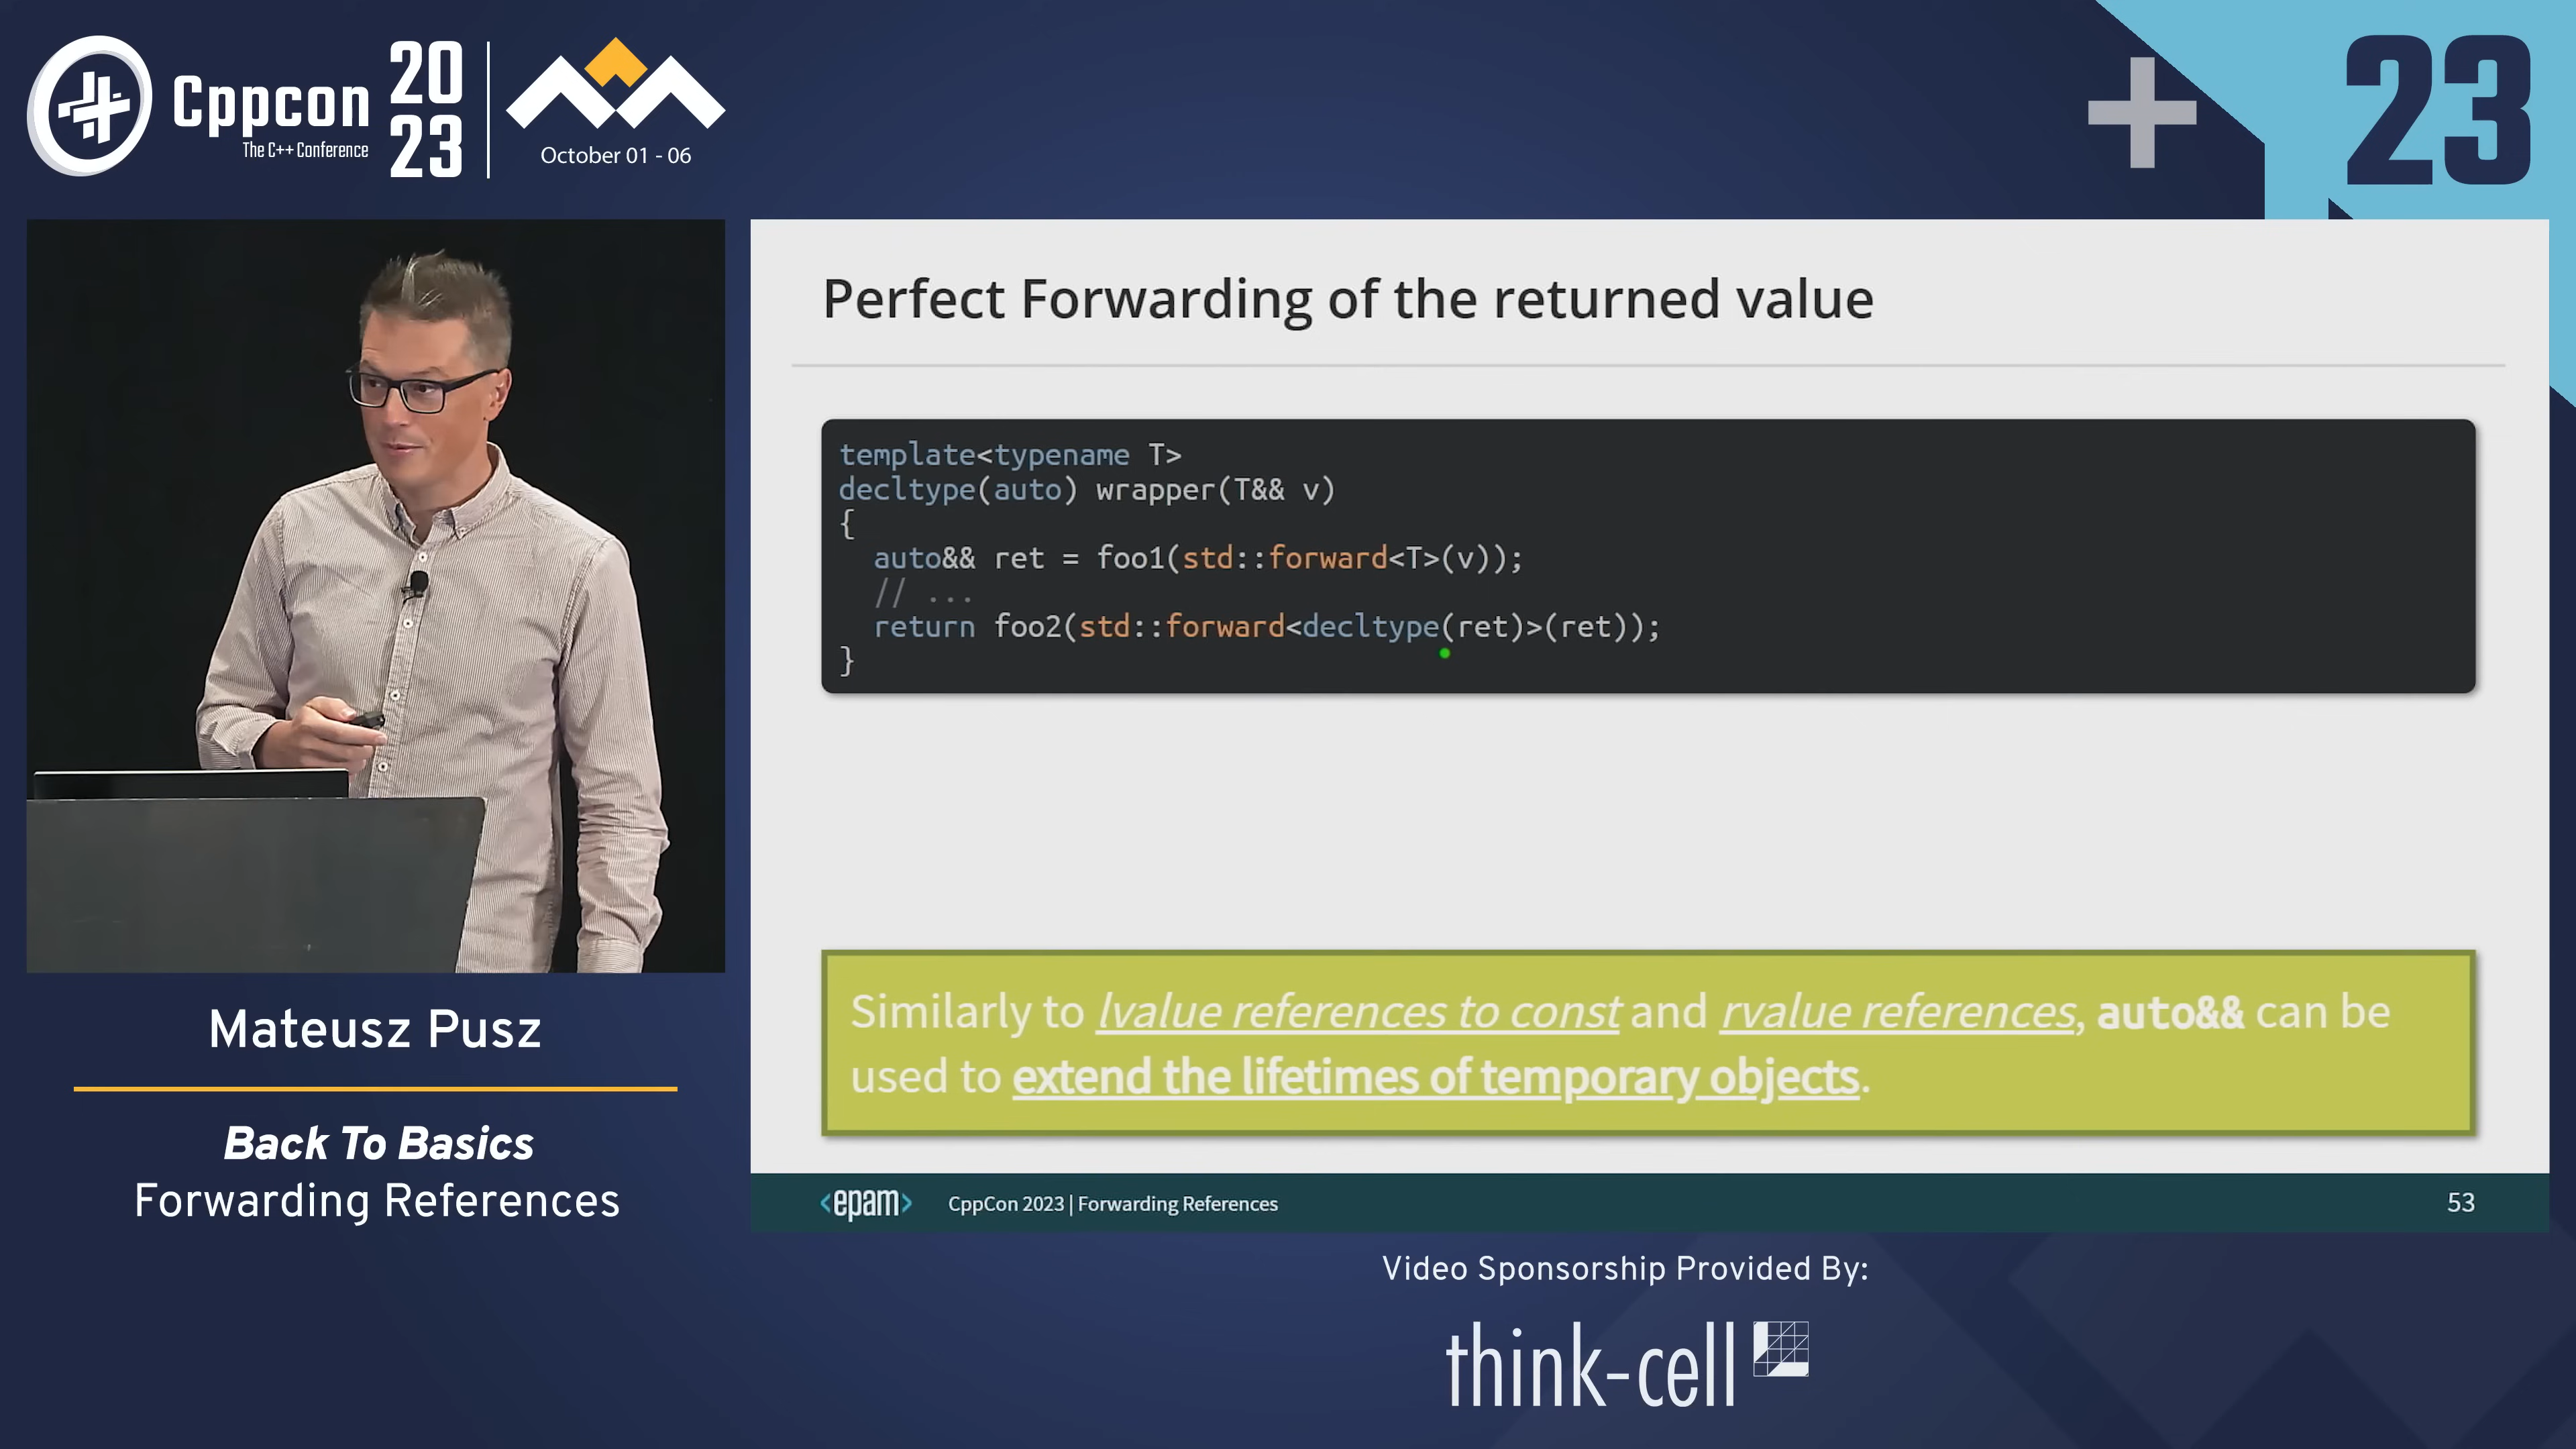 Cppcon
The C++ Conference
20
23
October 01 - 06
23
Perfect Forwarding of the returned value
template<typename T>
decltype(auto) wrapper(T&& v)
{
  auto&& ret = foo1(std::forward<T>(v));
  // ...
  return foo2(std::forward<decltype(ret)>(ret));
}
Similarly to lvalue references to const and rvalue references, auto&& can be
used to extend the lifetimes of temporary objects.
<epam>
CppCon 2023 | Forwarding References
53
Mateusz Pusz
Back To Basics
Forwarding References
Video Sponsorship Provided By:
think-cell